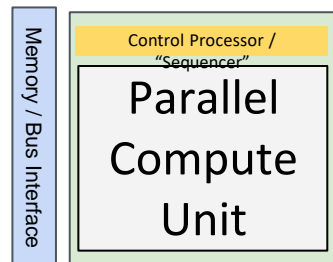 Memory / Bus Interface
Control Processor /
“Sequencer”
Parallel
Compute
Unit